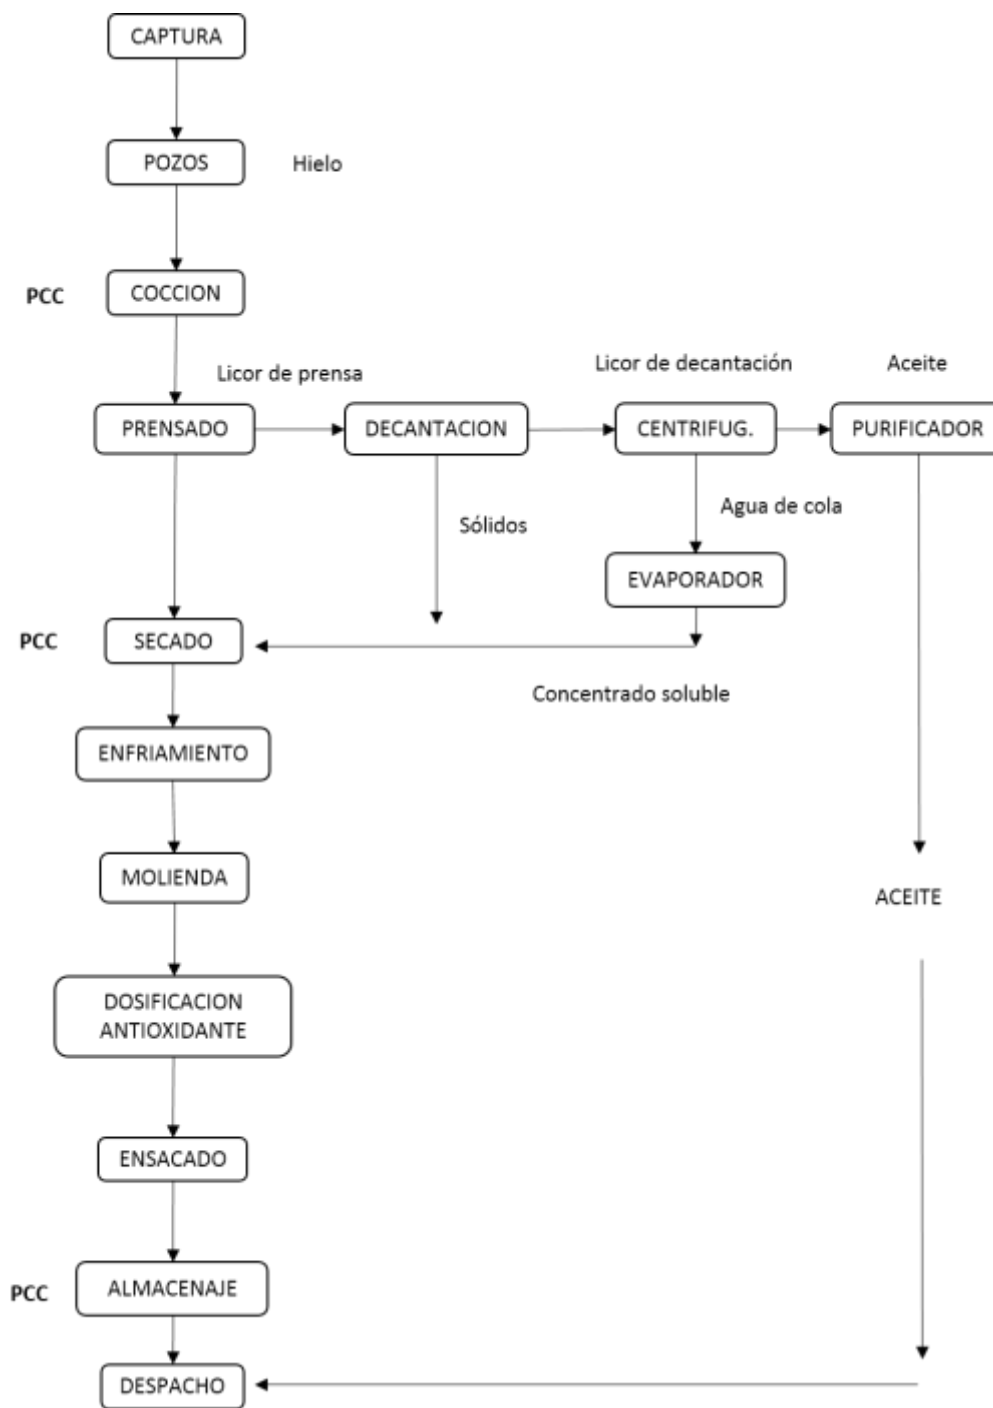 CAPTURA
POZOS
Hielo
PCC
COCCION
Licor de prensa
Licor de decantación
Aceite
PRENSADO
DECANTACION
CENTRIFUG.
PURIFICADOR
Sólidos
Agua de cola
EVAPORADOR
PCC
SECADO
Concentrado soluble
ENFRIAMIENTO
MOLIENDA
ACEITE
DOSIFICACION
ANTIOXIDANTE
ENSACADO
PCC
ALMACENAJE
DESPACHO